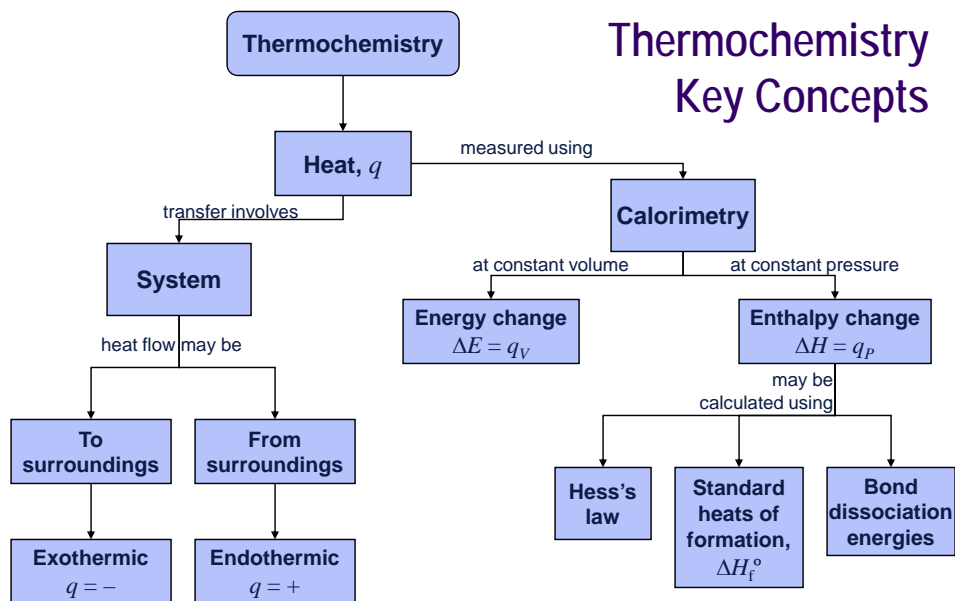 Thermochemistry
Key Concepts
Thermochemistry
Heat, q
measured using
transfer involves
Calorimetry
System
at constant volume
at constant pressure
Energy change
ΔE = qV
Enthalpy change
ΔH = qP
heat flow may be
may be
calculated using
To
surroundings
From
surroundings
Hess's
law
Standard
heats of
formation,
ΔHf°
Bond
dissociation
energies
Exothermic
q = −
Endothermic
q = +